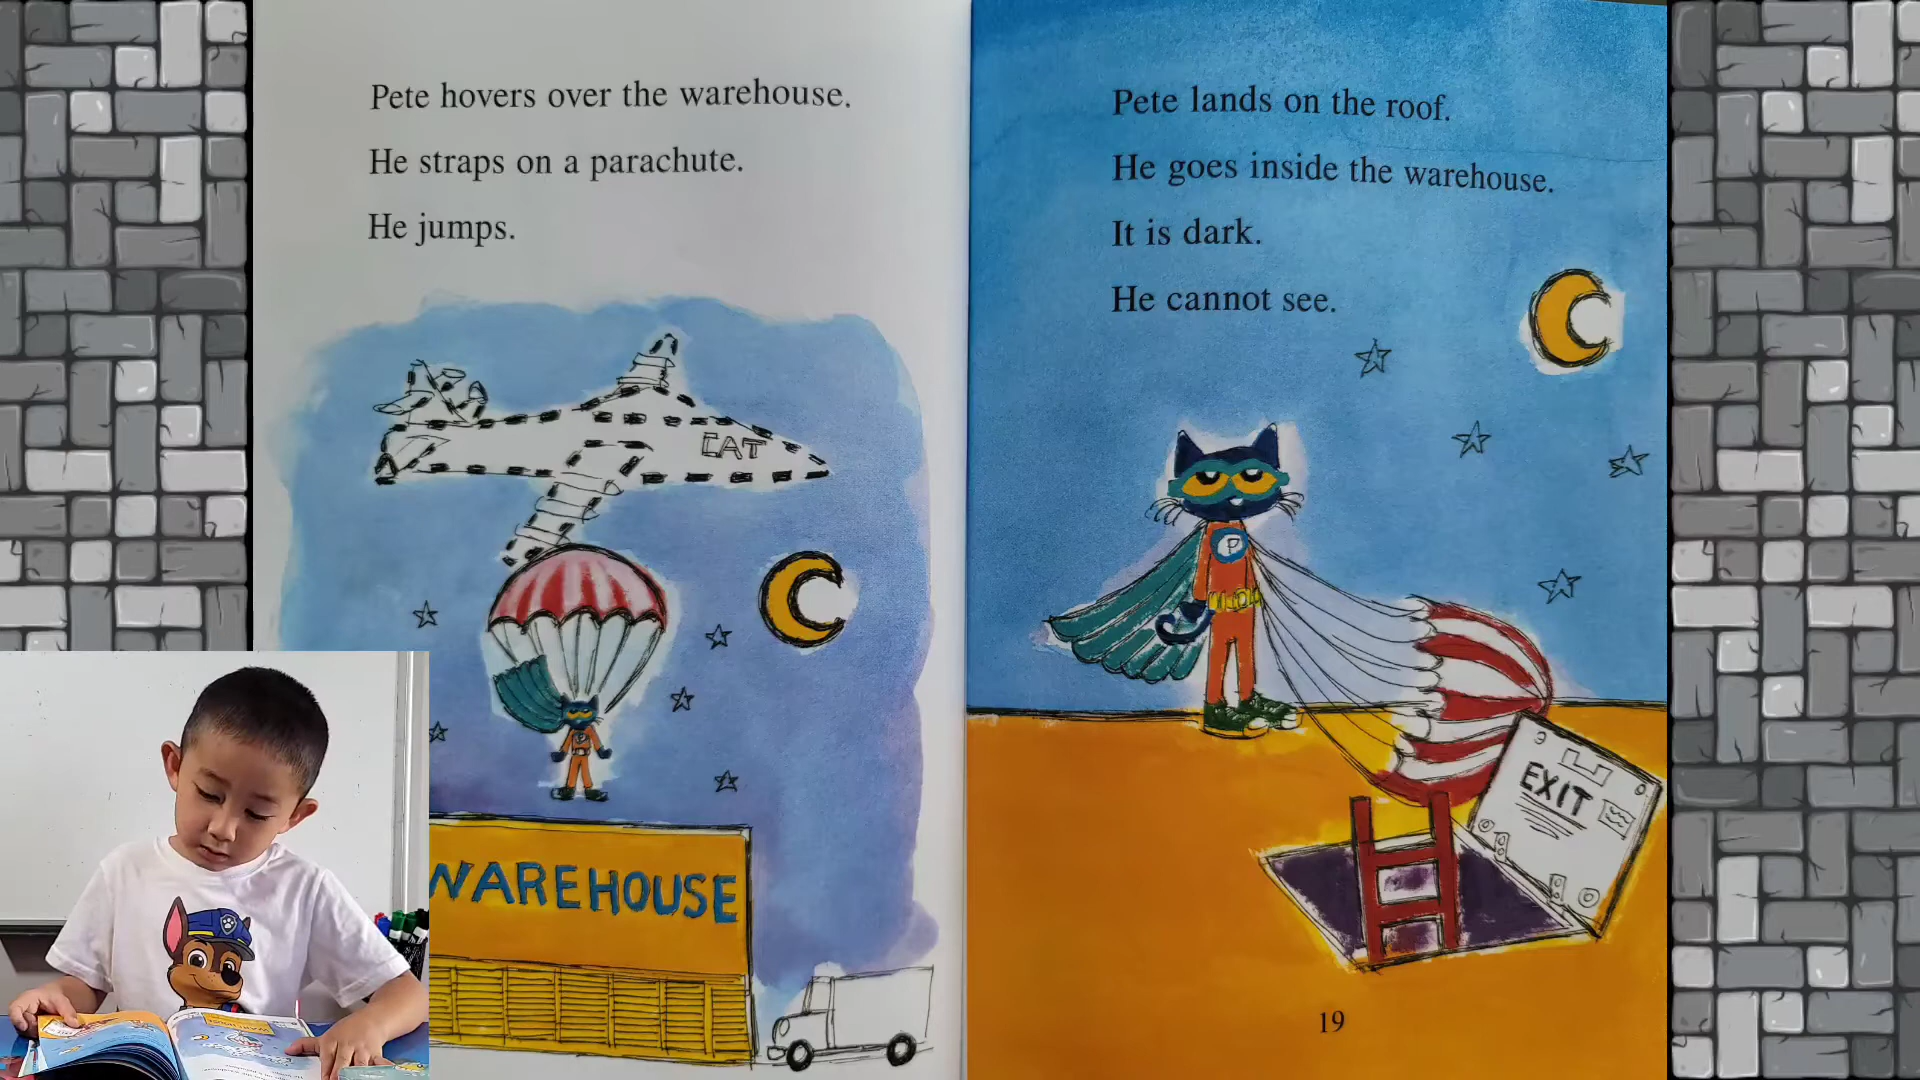 Pete hovers over the warehouse.
He straps on a parachute.
He jumps.
CAT
WAREHOUSE
Pete lands on the roof.
He goes inside the warehouse.
It is dark.
He cannot see.
P
EXIT
19